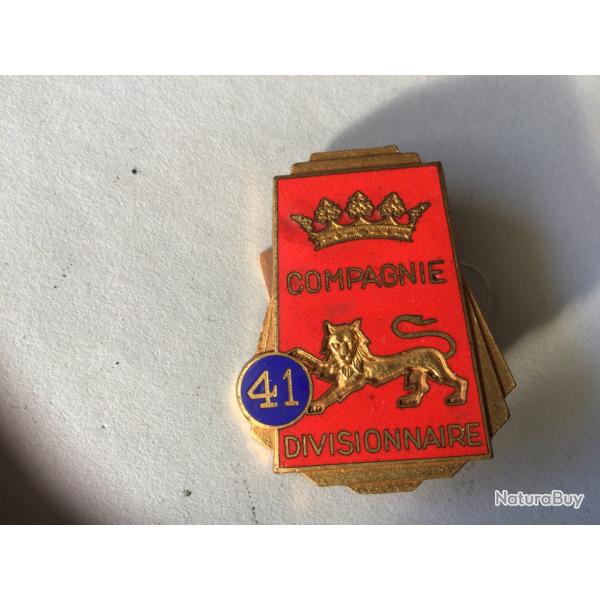 COMPAGNIE
41
DIVISIONNAIRE
NaturaBuy